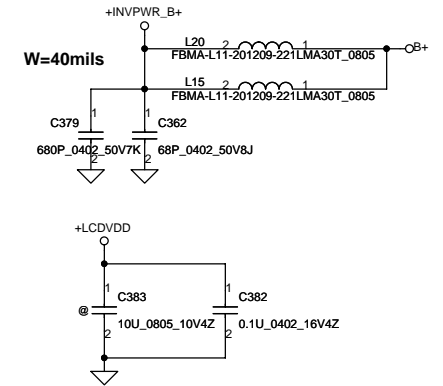 +INVPWR_B+
L20
2 1
B+
FBMA-L11-201209-221LMA30T_0805
W=40mils
L15
2 1
FBMA-L11-201209-221LMA30T_0805
1 1
C379 C362
680P_0402_50V7K 68P_0402_50V8J
2 2
+LCDVDD
1 1
C383 C382
@
10U_0805_10V4Z 0.1U_0402_16V4Z
2 2